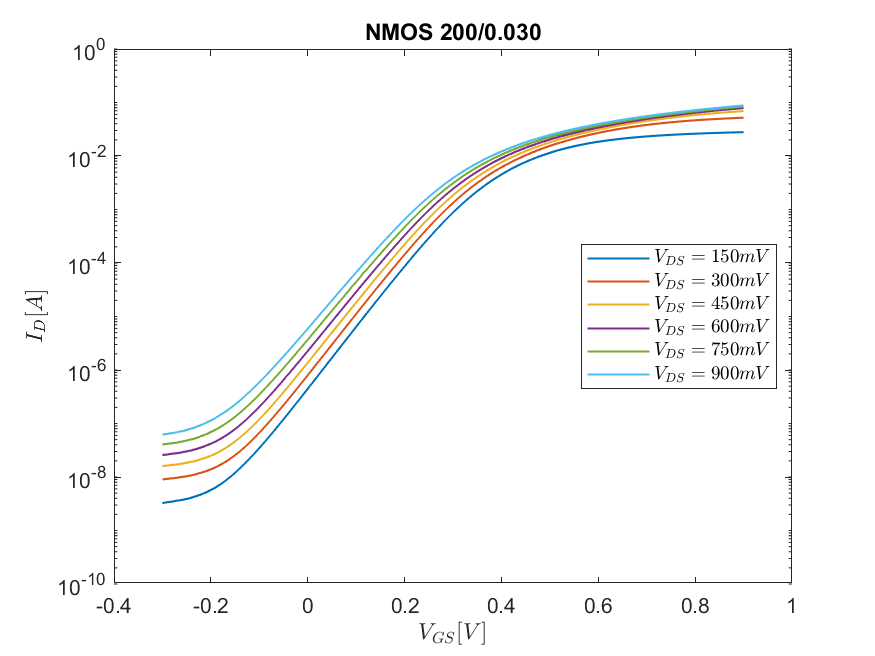 NMOS 200/0.030
10^0
10^-2
10^-4
10^-6
10^-8
10^-10
I_D[A]
V_DS = 150mV
V_DS = 300mV
V_DS = 450mV
V_DS = 600mV
V_DS = 750mV
V_DS = 900mV
-0.4 -0.2 0 0.2 0.4 0.6 0.8 1
V_GS[V]